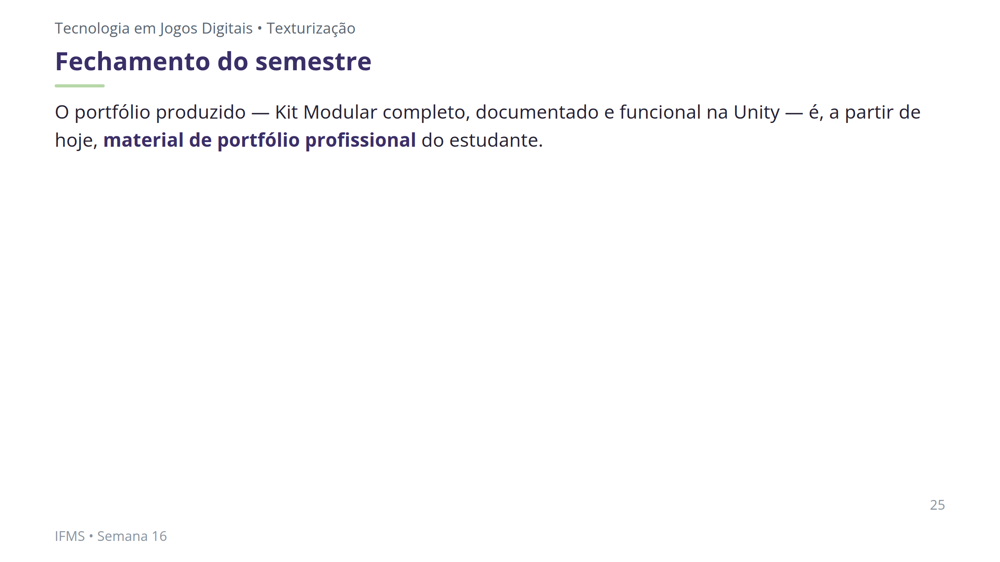 Tecnologia em Jogos Digitais • Texturização
Fechamento do semestre
O portfólio produzido — Kit Modular completo, documentado e funcional na Unity — é, a partir de
hoje, material de portfólio profissional do estudante.
25
IFMS • Semana 16